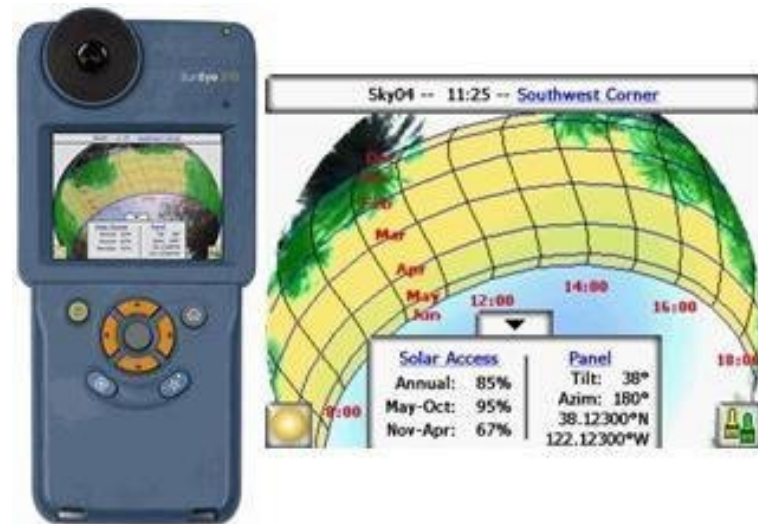 SunEye 210
Sky04 -- 11:25 -- Southwest Corner
Dec
Feb
Mar
Apr
May
Jun
8:00
12:00
14:00
16:00
18:00
Solar Access
Annual: 85%
May-Oct: 95%
Nov-Apr: 67%
Panel
Tilt: 38°
Azim: 180°
38.12300°N
122.12300°W